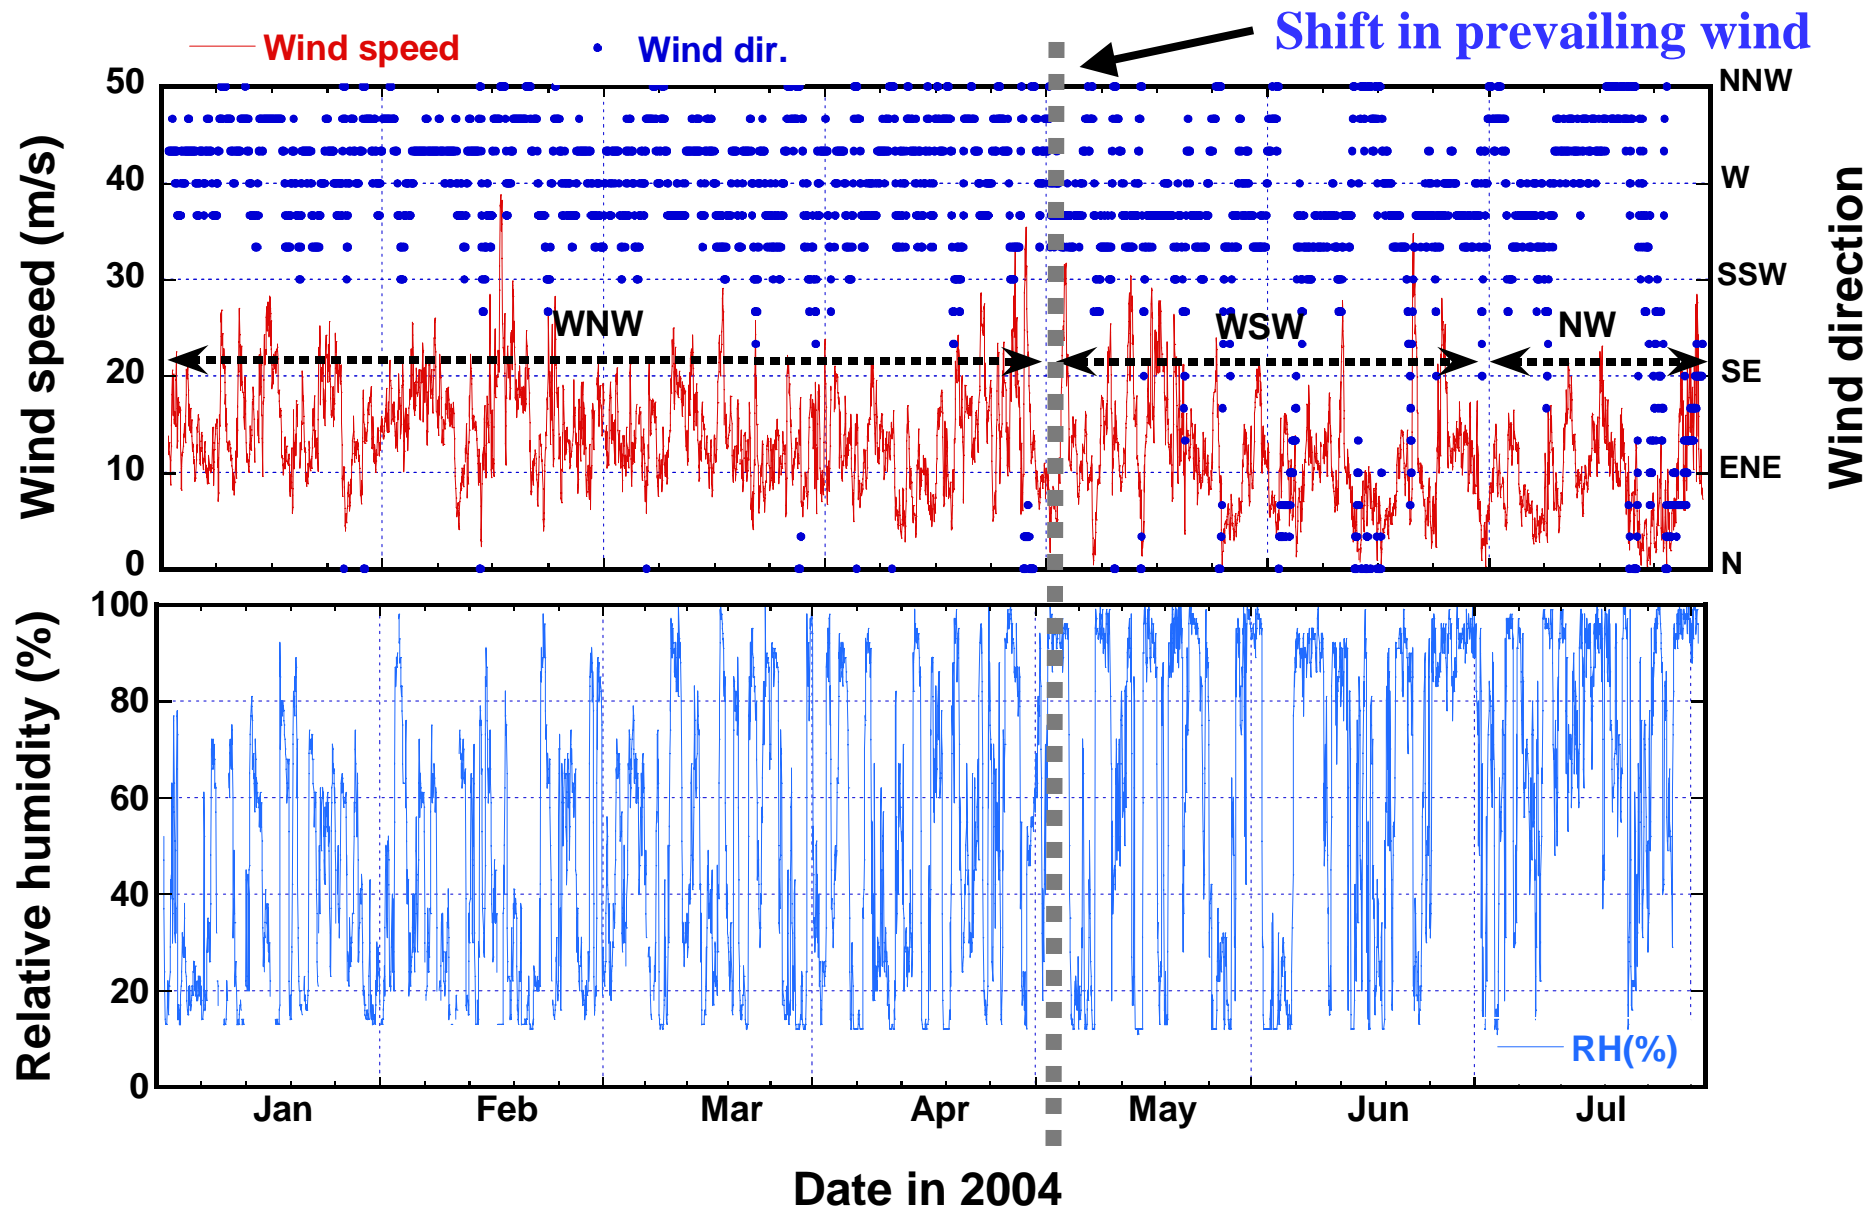 Shift in prevailing wind
Wind speed
Wind dir.
50
40
30
20
10
0
Wind speed (m/s)
NNW
W
SSW
SE
ENE
N
Wind direction
WNW
WSW
NW
100
80
60
40
20
0
Relative humidity (%)
RH(%)
Jan Feb Mar Apr May Jun Jul
Date in 2004